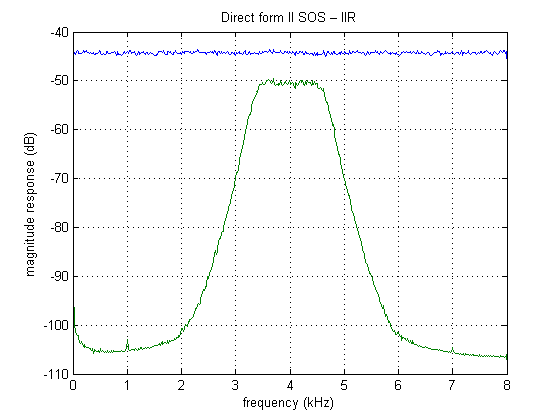 Direct form II SOS – IIR
magnitude response (dB)
-40
-50
-60
-70
-80
-90
-100
-110
0 1 2 3 4 5 6 7 8
frequency (kHz)